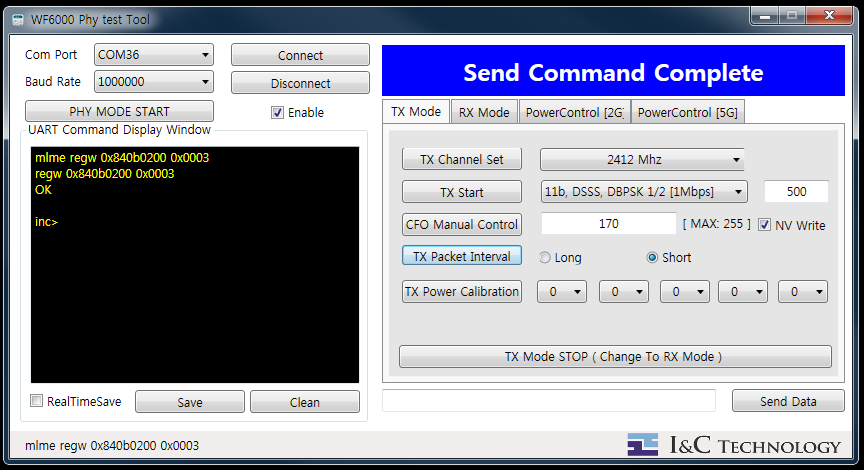 WF6000 Phy test Tool
Com Port
COM36
Connect
Baud Rate
1000000
Disconnect
PHY MODE START
Enable
UART Command Display Window
mlme regw 0x840b0200 0x0003
regw 0x840b0200 0x0003
OK
inc>
RealTimeSave
Save
Clean
Send Command Complete
TX Mode
RX Mode
PowerControl [2G]
PowerControl [5G]
TX Channel Set
2412 Mhz
TX Start
11b, DSSS, DBPSK 1/2 [1Mbps]
500
CFO Manual Control
170
[ MAX: 255 ]
NV Write
TX Packet Interval
Long
Short
TX Power Calibration
0
0
0
0
0
TX Mode STOP ( Change To RX Mode )
Send Data
mlme regw 0x840b0200 0x0003
I&C TECHNOLOGY